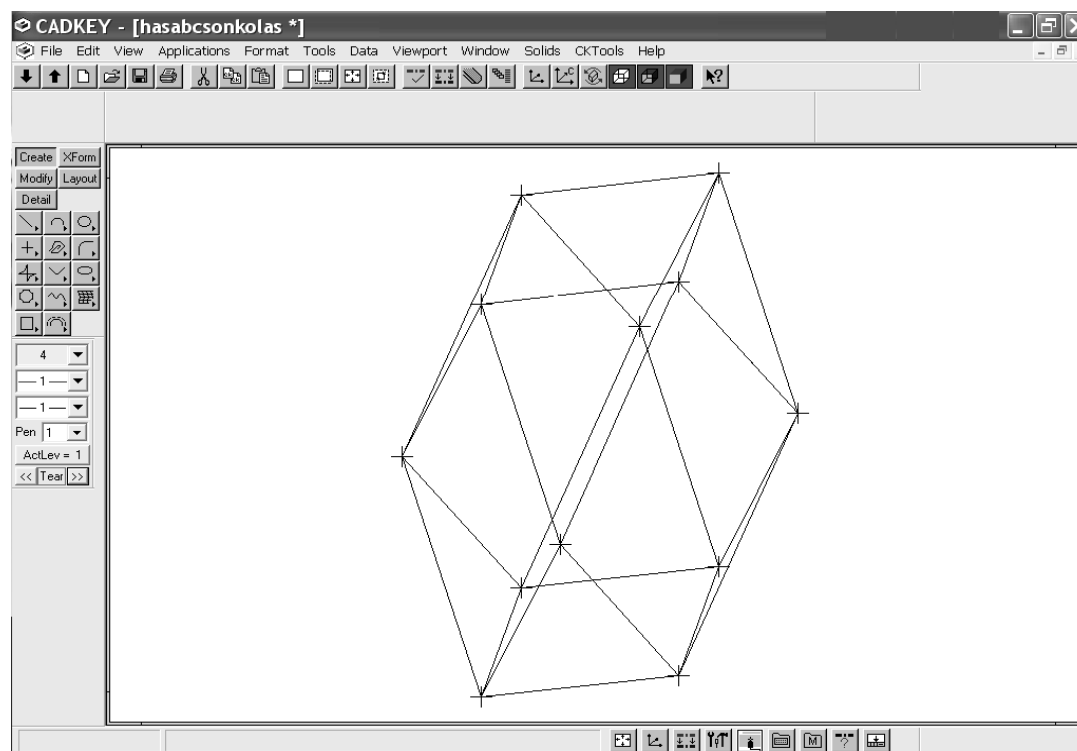 CADKEY - [hasabcsonkolas *]
File Edit View Applications Format Tools Data Viewport Window Solids CKTools Help
Create XForm
Modify Layout
Detail
4
1
1
Pen 1
ActLev = 1
<< Tear >>